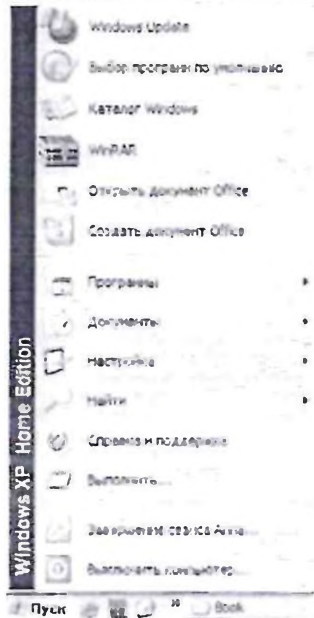 Windows Update
Выбор программ по умолчанию
Каталог Windows
WinRAR
Открыть документ Office
Создать документ Office
Программы
Документы
Настройка
Найти
Справка и поддержка
Выполнить...
Завершение сеанса Анна...
Выключить компьютер...
Windows XP Home Edition
Пуск
Book